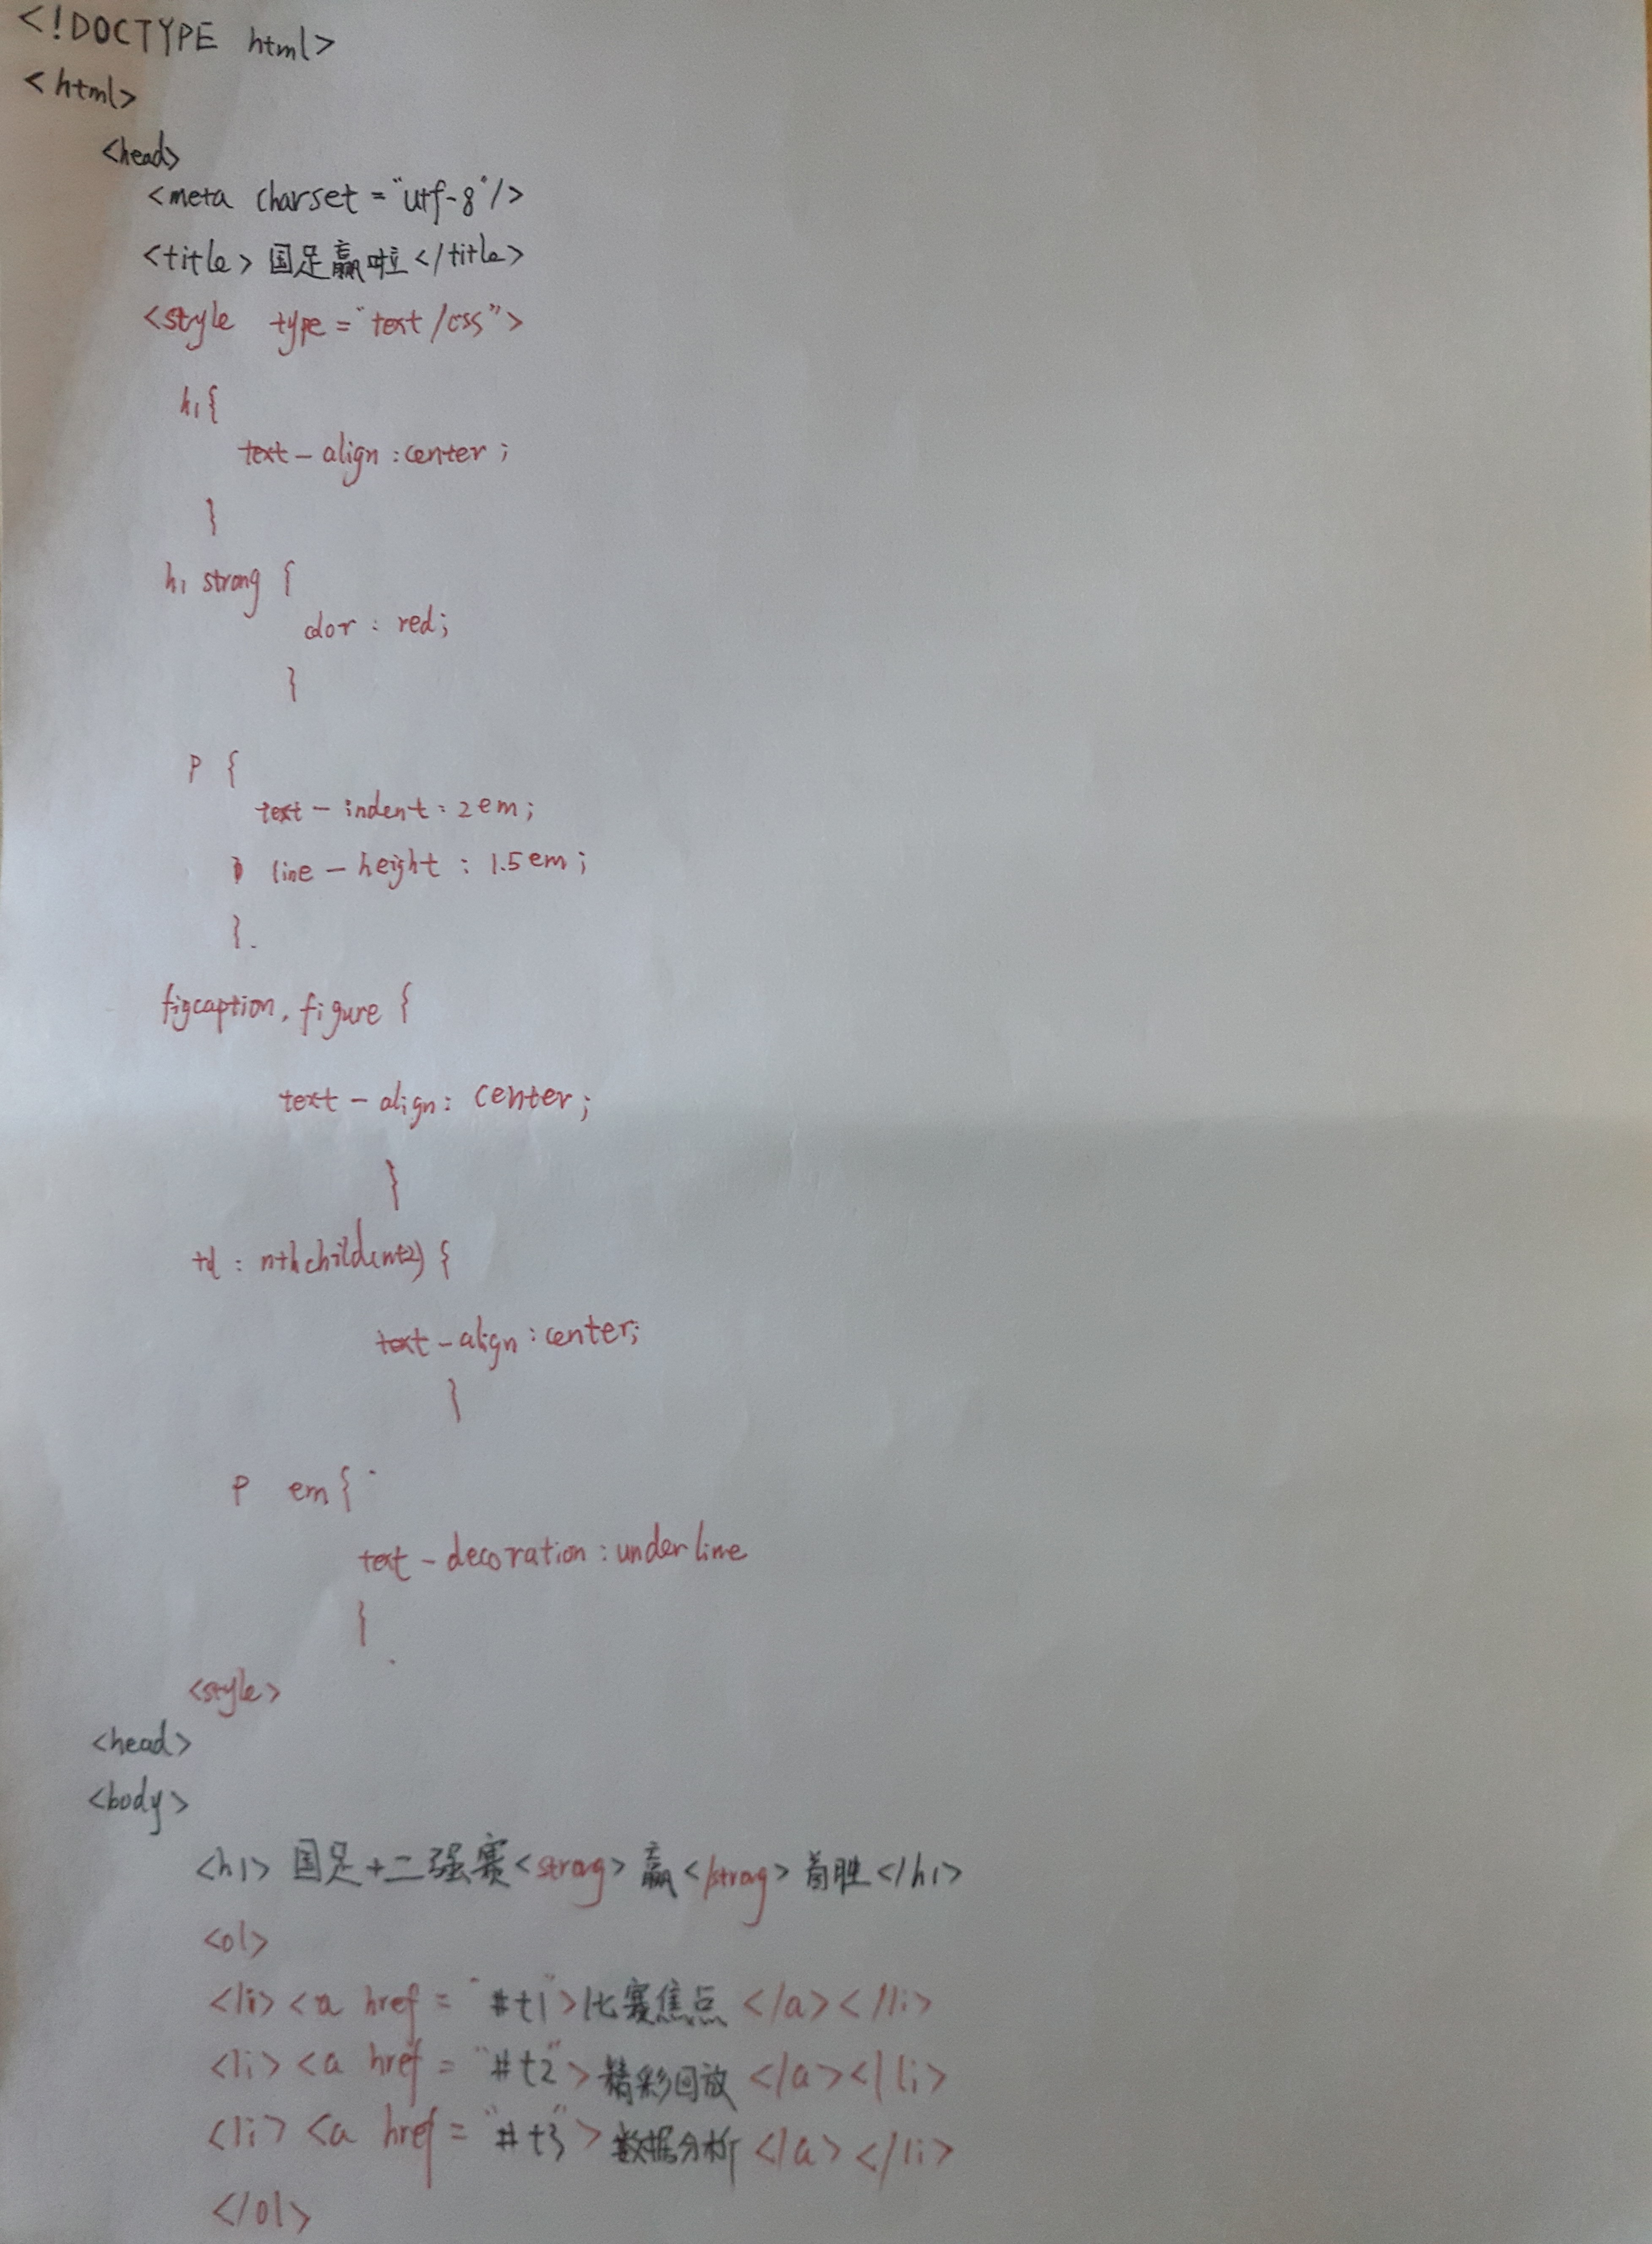 <!DOCTYPE html>
<html>
<head>
<meta charset="utf-8"/>
<title>国足赢啦</title>
<style type="text/css">
h1{
text-align:center;
}
h1 strong {
color: red;
}
P {
text-indent:2em;
line-height: 1.5em;
}
figcaption, figure {
text-align: center;
}
td: nthchild(n+2) {
text-align:center;
}
P em{
text-decoration:underline
}
<style>
<head>
<body>
<h1>国足十二强赛<strong>赢</strong>首胜</h1>
<ol>
</li><a href="#t1">比赛焦点</a></li>
<li><a href="#t2">精彩回放</a></li>
<li><a href="#t3">数据分析</a></li>
</ol>